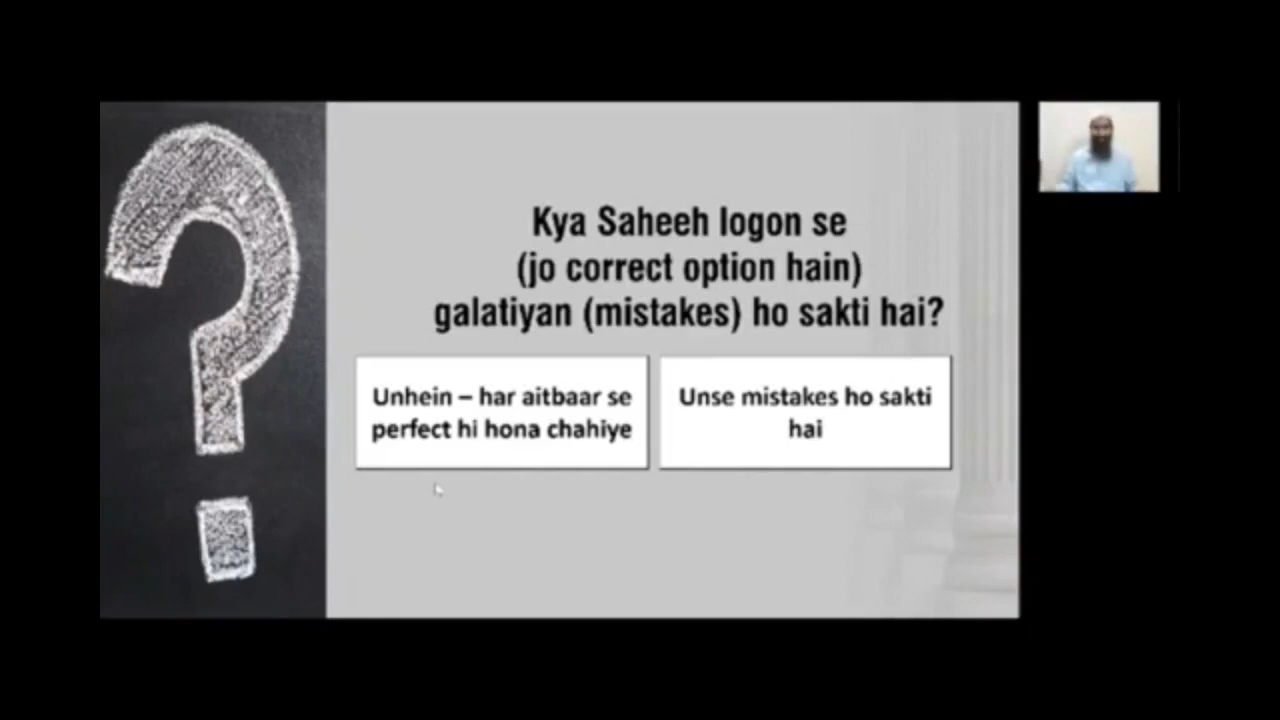 Kya Saheeh logon se
(jo correct option hain)
galatiyan (mistakes) ho sakti hai?
Unhein – har aitbaar se
perfect hi hona chahiye
Unse mistakes ho sakti
hai